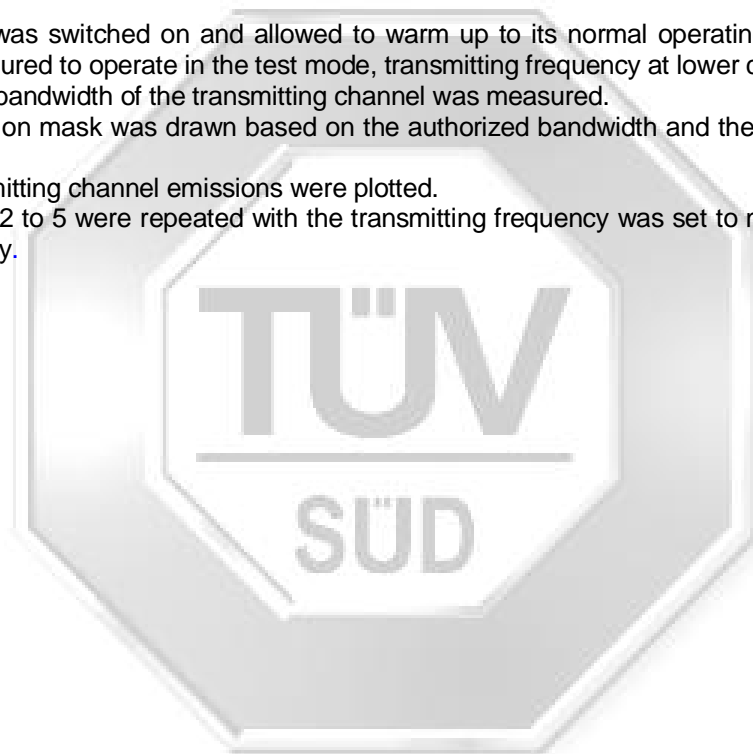 was switched on and allowed to warm up to its normal operatin
ured to operate in the test mode, transmitting frequency at lower
bandwidth of the transmitting channel was measured.
on mask was drawn based on the authorized bandwidth and the
mitting channel emissions were plotted.
2 to 5 were repeated with the transmitting frequency was set to
y.
TÜV
SÜD